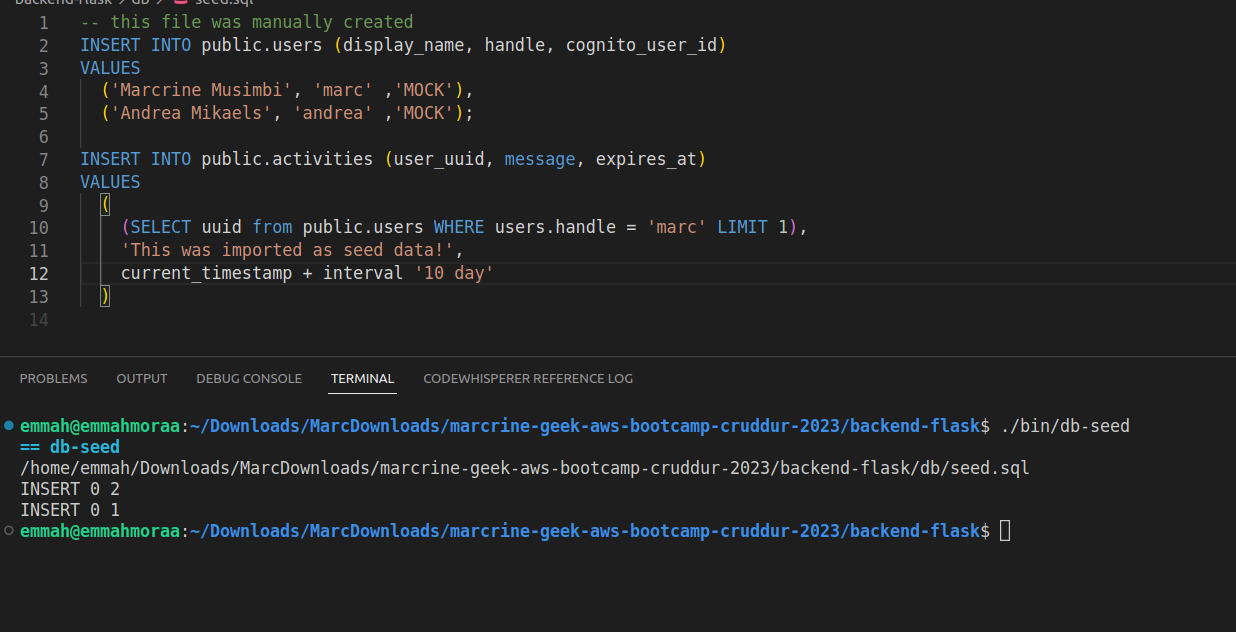 backend-flask > db > seed.sql
1 -- this file was manually created
2 INSERT INTO public.users (display_name, handle, cognito_user_id)
3 VALUES
4 ('Marcrine Musimbi', 'marc' ,'MOCK'),
5 ('Andrea Mikaels', 'andrea' ,'MOCK');
6
7 INSERT INTO public.activities (user_uuid, message, expires_at)
8 VALUES
9 (
10 (SELECT uuid from public.users WHERE users.handle = 'marc' LIMIT 1),
11 'This was imported as seed data!',
12 current_timestamp + interval '10 day'
13 )
14
PROBLEMS OUTPUT DEBUG CONSOLE TERMINAL CODEWHISPERER REFERENCE LOG
emmah@emmahmoraa:~/Downloads/MarcDownloads/marcrine-geek-aws-bootcamp-cruddur-2023/backend-flask$ ./bin/db-seed
== db-seed
/home/emmah/Downloads/MarcDownloads/marcrine-geek-aws-bootcamp-cruddur-2023/backend-flask/db/seed.sql
INSERT 0 2
INSERT 0 1
emmah@emmahmoraa:~/Downloads/MarcDownloads/marcrine-geek-aws-bootcamp-cruddur-2023/backend-flask$